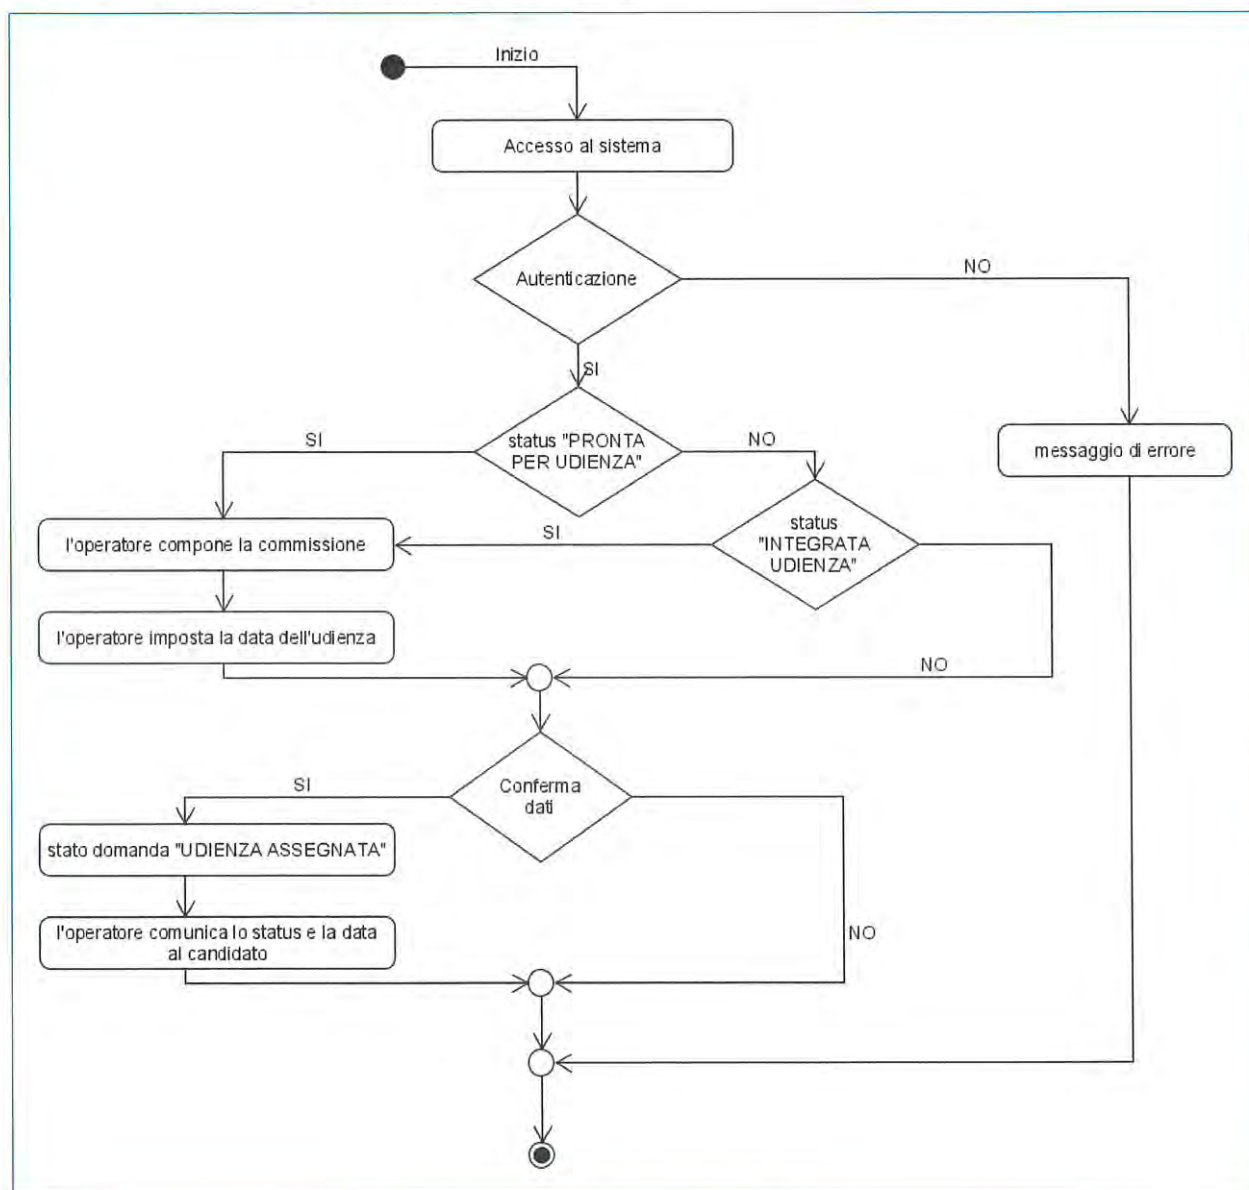 Inizio
Accesso al sistema
Autenticazione
NO
SI
SI
status "PRONTA
PER UDIENZA"
NO
messaggio di errore
l'operatore compone la commissione
SI
status
"INTEGRATA
UDIENZA"
l'operatore imposta la data dell'udienza
NO
SI
Conferma
dati
stato domanda "UDIENZA ASSEGNATA"
l'operatore comunica lo status e la data
al candidato
NO